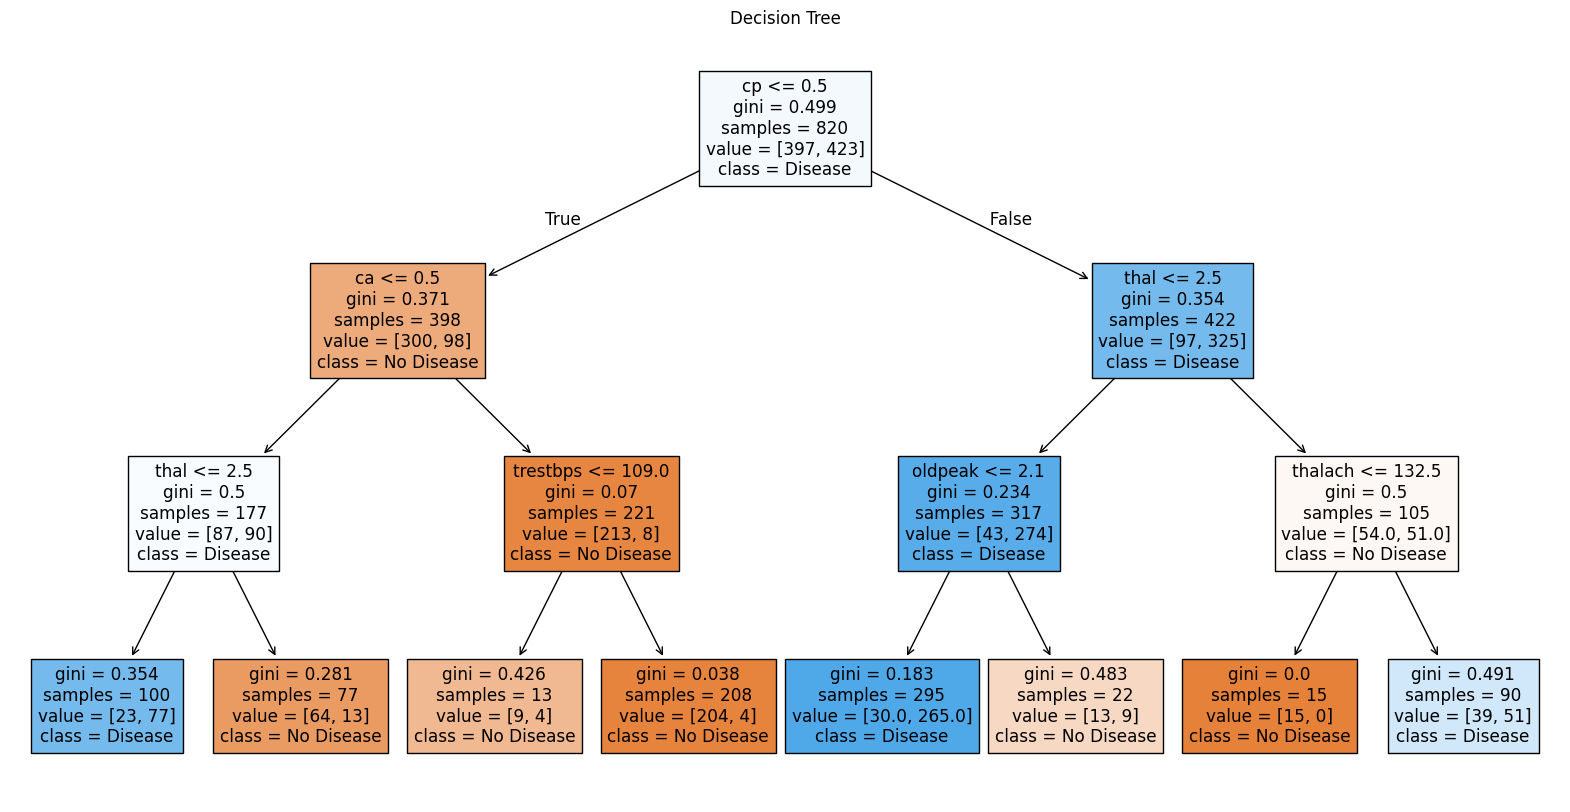 Decision Tree
cp <= 0.5
gini = 0.499
samples = 820
value = [397, 423]
class = Disease
True
False
ca <= 0.5
gini = 0.371
samples = 398
value = [300, 98]
class = No Disease
thal <= 2.5
gini = 0.354
samples = 422
value = [97, 325]
class = Disease
thal <= 2.5
gini = 0.5
samples = 177
value = [87, 90]
class = Disease
trestbps <= 109.0
gini = 0.07
samples = 221
value = [213, 8]
class = No Disease
oldpeak <= 2.1
gini = 0.234
samples = 317
value = [43, 274]
class = Disease
thalach <= 132.5
gini = 0.5
samples = 105
value = [54.0, 51.0]
class = No Disease
gini = 0.354
samples = 100
value = [23, 77]
class = Disease
gini = 0.281
samples = 77
value = [64, 13]
class = No Disease
gini = 0.426
samples = 13
value = [9, 4]
class = No Disease
gini = 0.038
samples = 208
value = [204, 4]
class = No Disease
gini = 0.183
samples = 295
value = [30.0, 265.0]
class = Disease
gini = 0.483
samples = 22
value = [13, 9]
class = No Disease
gini = 0.0
samples = 15
value = [15, 0]
class = No Disease
gini = 0.491
samples = 90
value = [39, 51]
class = Disease